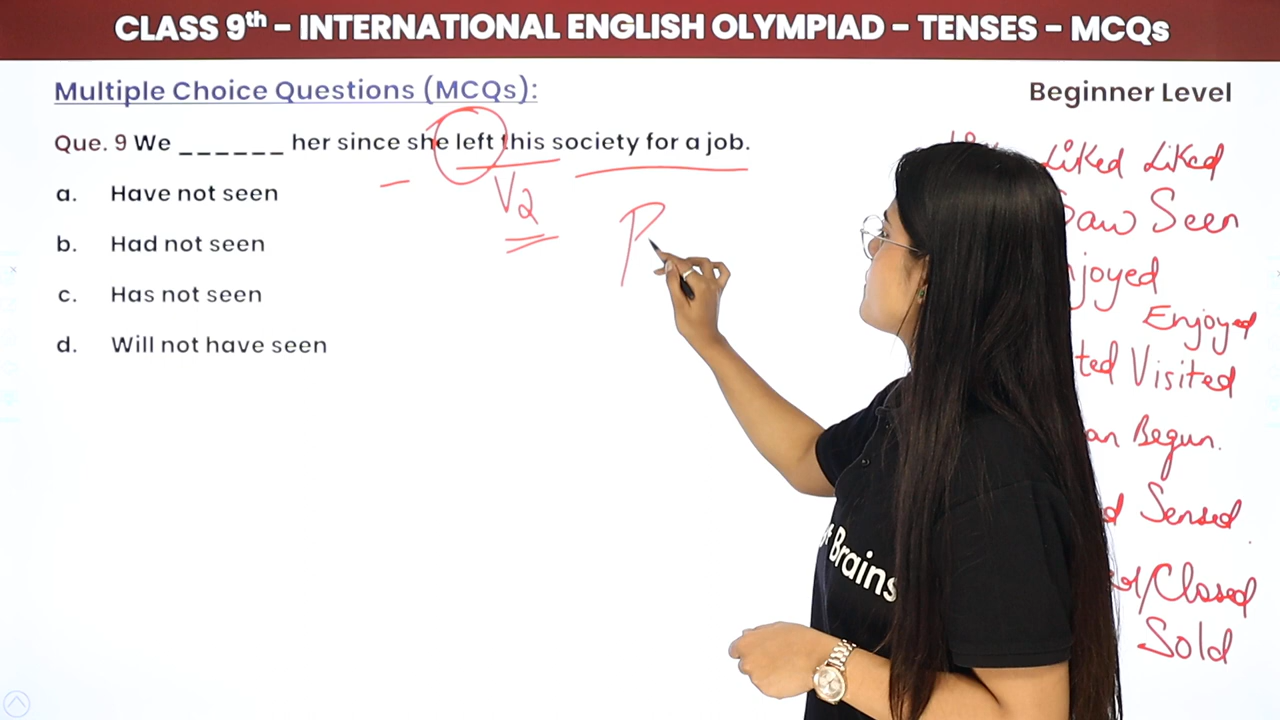 CLASS 9th – INTERNATIONAL ENGLISH OLYMPIAD – TENSES – MCQs
Multiple Choice Questions (MCQs):
Beginner Level
Que. 9 We ______ her since she left this society for a job.
a. Have not seen
b. Had not seen
c. Has not seen
d. Will not have seen
V2
P
Liked Liked
Saw Seen
Enjoyed
Visited
Begun.
Sensed
/Closed
Sold
Brains